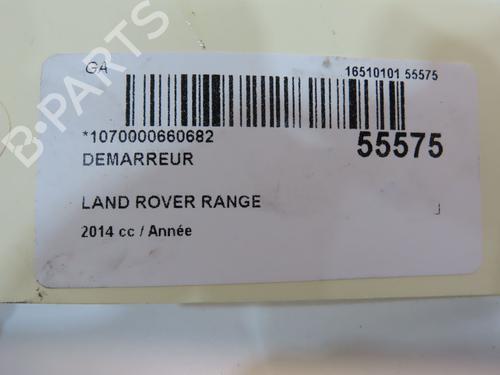 GA
16510101 55575
*1070000660682
55575
DEMARREUR
LAND ROVER RANGE
J
2014 cc / Année
B-PARTS